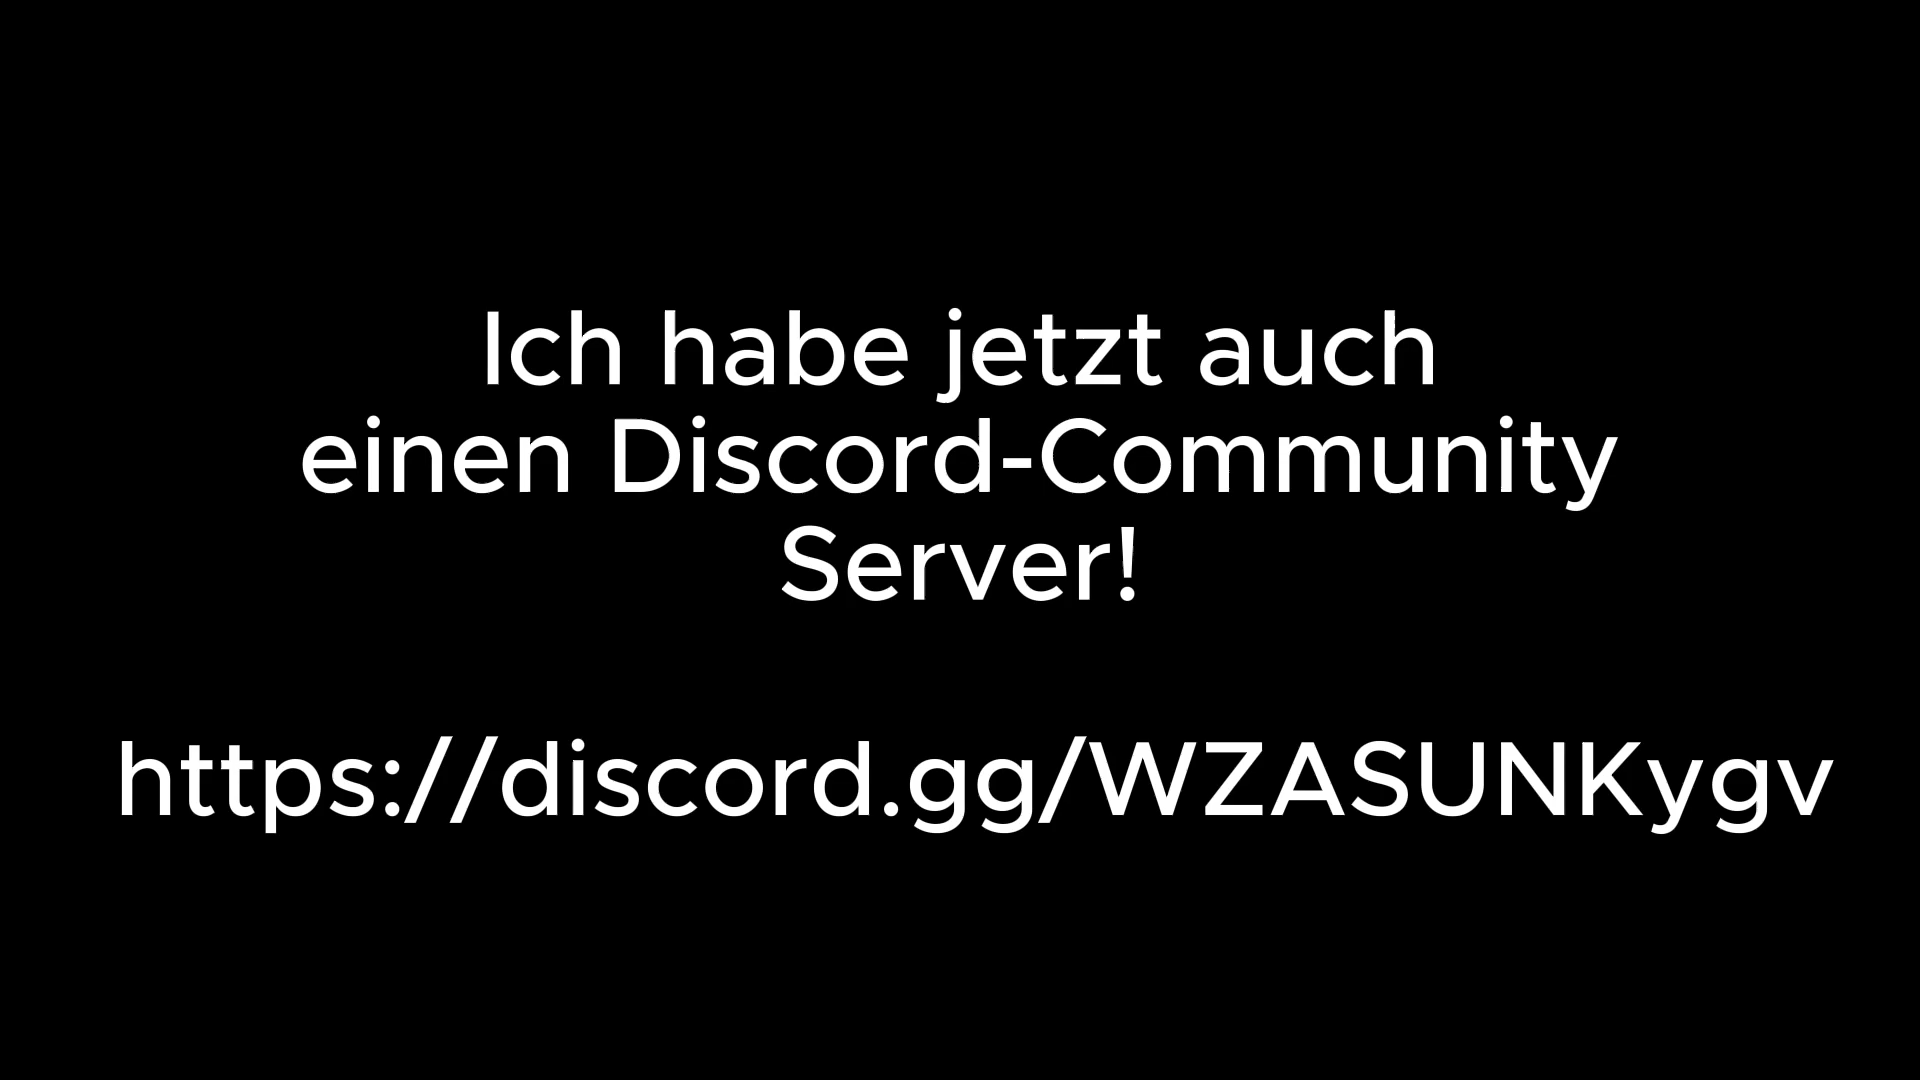 Ich habe jetzt auch
einen Discord-Community
Server!
https://discord.gg/WZASUNKygv